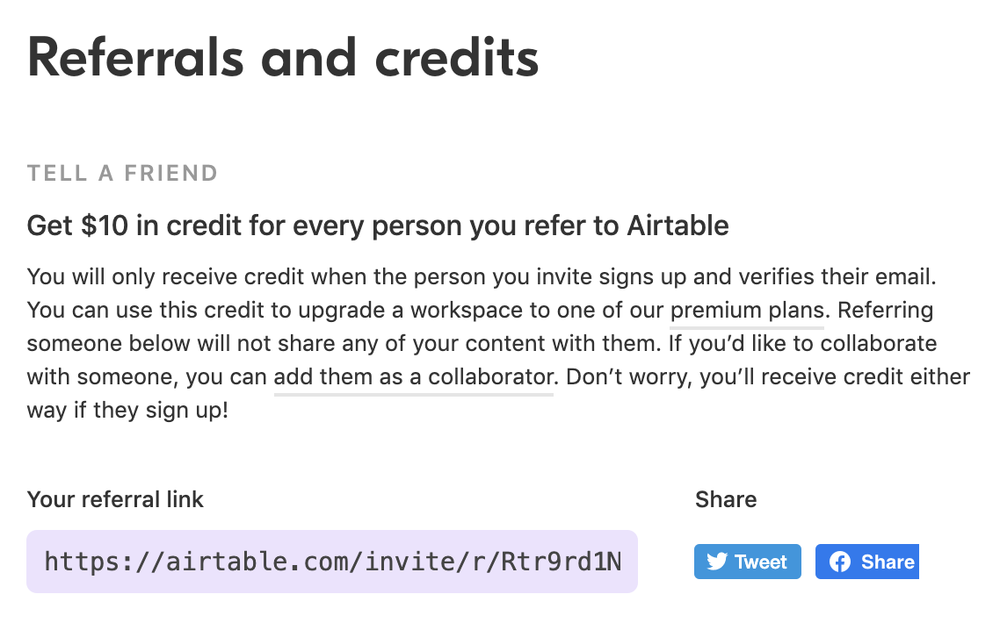 Referrals and credits
TELL A FRIEND
Get $10 in credit for every person you refer to Airtable
You will only receive credit when the person you invite signs up and verifies their email.
You can use this credit to upgrade a workspace to one of our premium plans. Referring
someone below will not share any of your content with them. If you’d like to collaborate
with someone, you can add them as a collaborator. Don’t worry, you’ll receive credit either
way if they sign up!
Your referral link
Share
https://airtable.com/invite/r/Rtr9rd1N
Tweet
Share